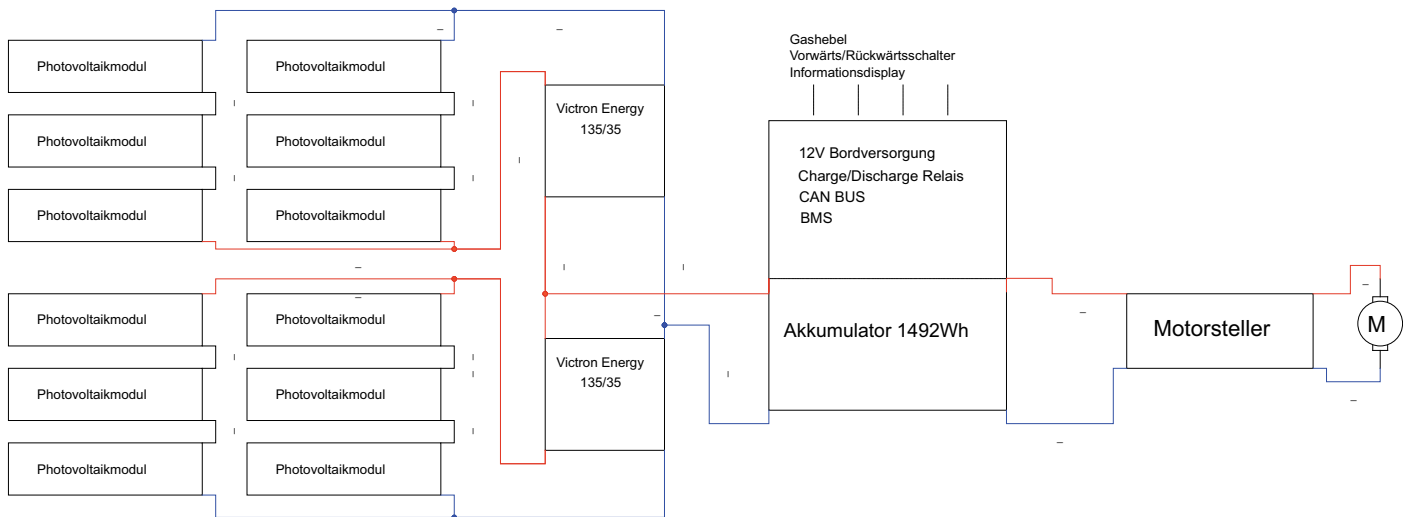 Photovoltaikmodul
Photovoltaikmodul
Photovoltaikmodul
Photovoltaikmodul
Photovoltaikmodul
Photovoltaikmodul
Photovoltaikmodul
Photovoltaikmodul
Photovoltaikmodul
Photovoltaikmodul
Photovoltaikmodul
Photovoltaikmodul
Victron Energy
135/35
Victron Energy
135/35
Gashebel
Vorwärts/Rückwärtsschalter
Informationsdisplay
12V Bordversorgung
Charge/Discharge Relais
CAN BUS
BMS
Akkumulator 1492Wh
Motorsteller
M